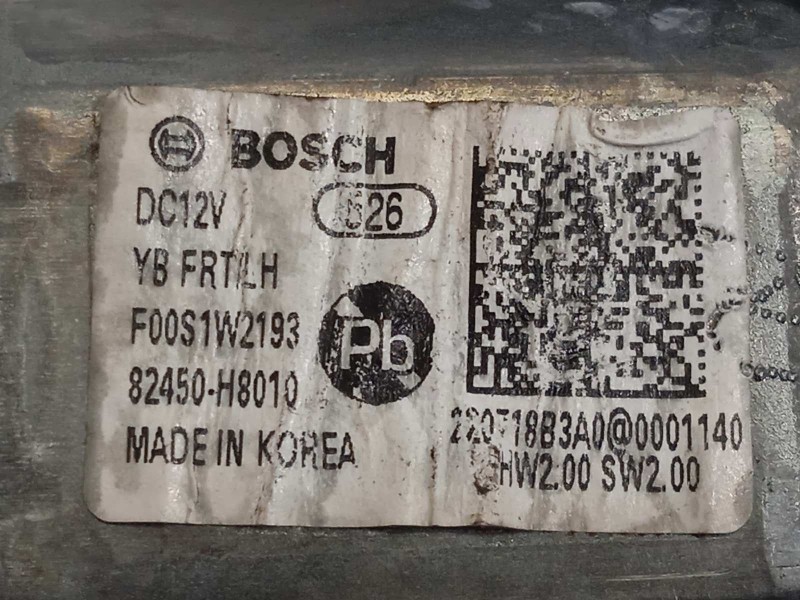 BOSCH
DC12V 626
YB FRT/LH
F00S1W2193
Pb
82450-H8010
MADE IN KOREA
220718B3A0@0001140
HW2.00 SW2.00